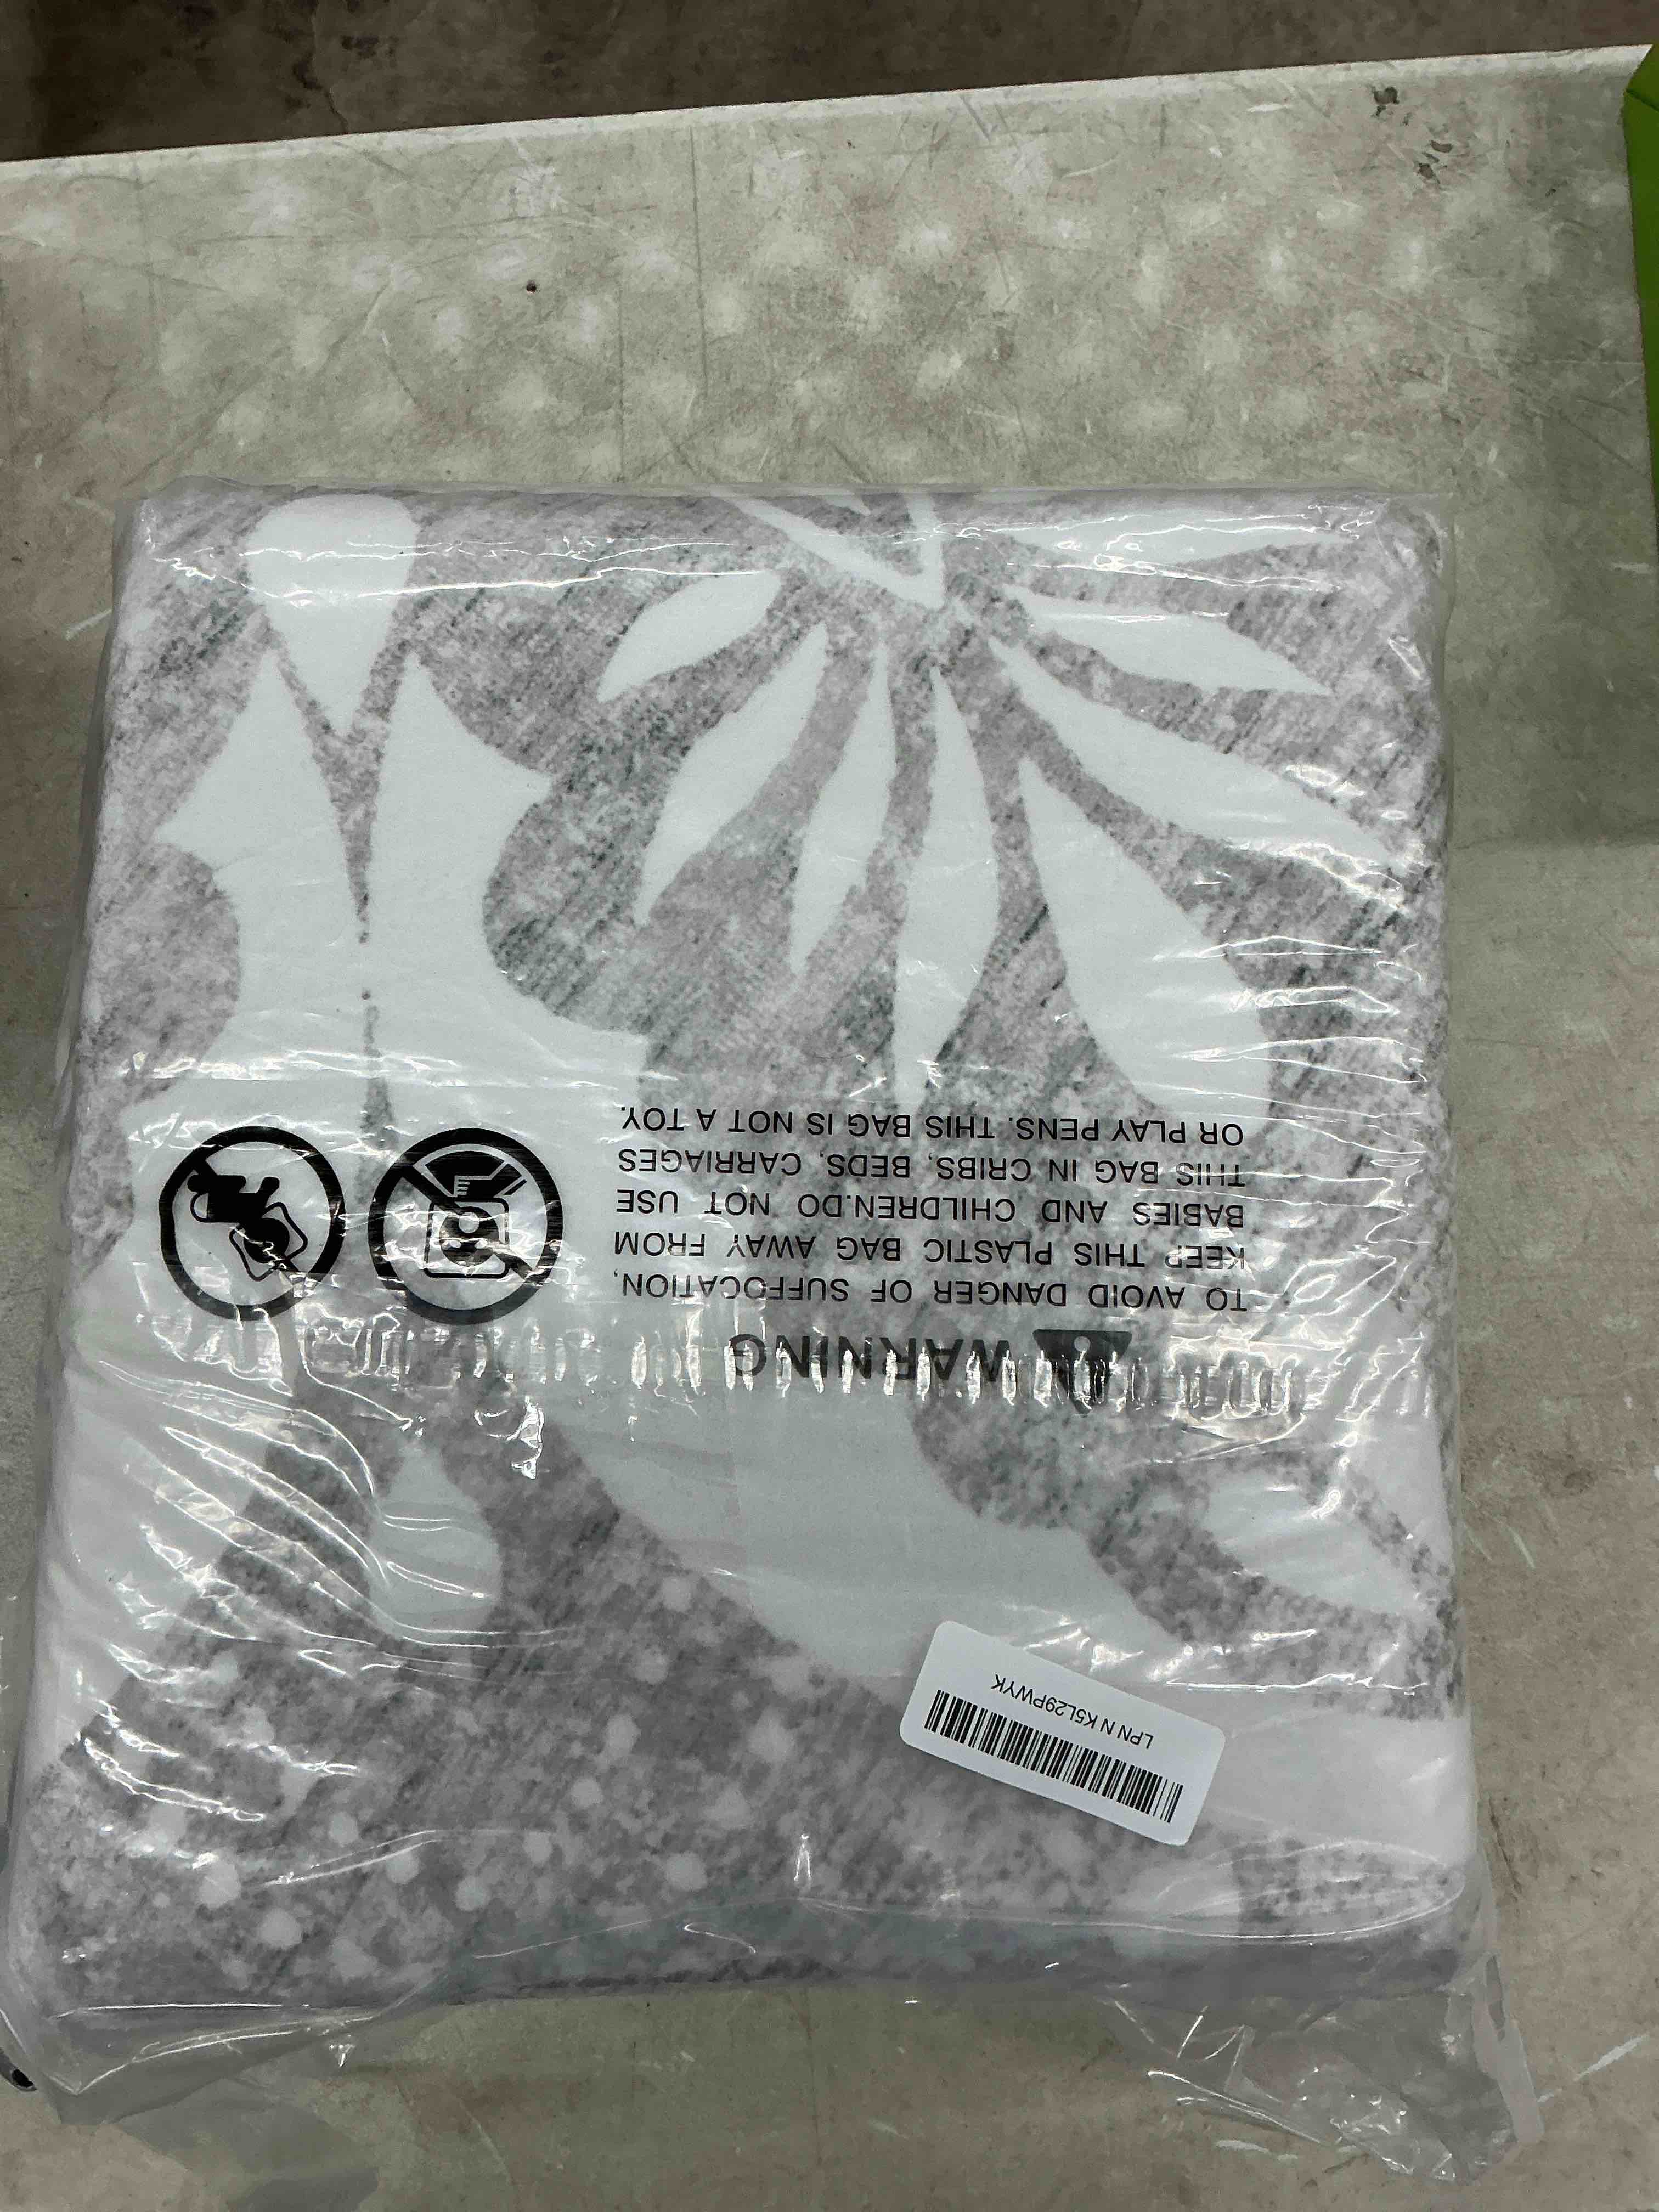 WARNING
TO AVOID DANGER OF SUFFOCATION,
KEEP THIS PLASTIC BAG AWAY FROM
BABIES AND CHILDREN.DO NOT USE
THIS BAG IN CRIBS, BEDS, CARRIAGES
OR PLAY PENS. THIS BAG IS NOT A TOY.
LPN N K5L29PWYK